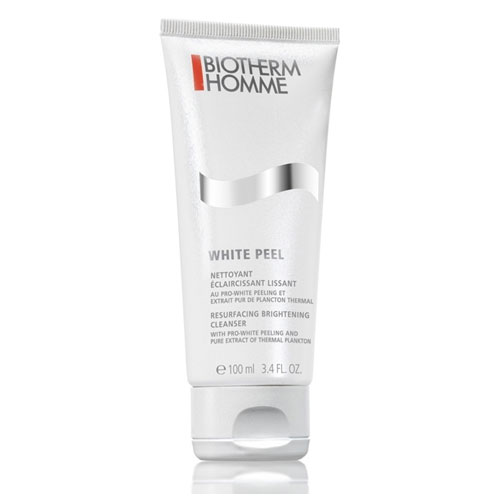 BIOTHERM
HOMME
WHITE PEEL
NETTOYANT
ÉCLAIRCISSANT LISSANT
AU PRO-WHITE PEELING ET
EXTRAIT PUR DE PLANCTON THERMAL
RESURFACING BRIGHTENING
CLEANSER
WITH PRO-WHITE PEELING AND
PURE EXTRACT OF THERMAL PLANKTON
℮ 100 ml 3.4 FL. OZ.